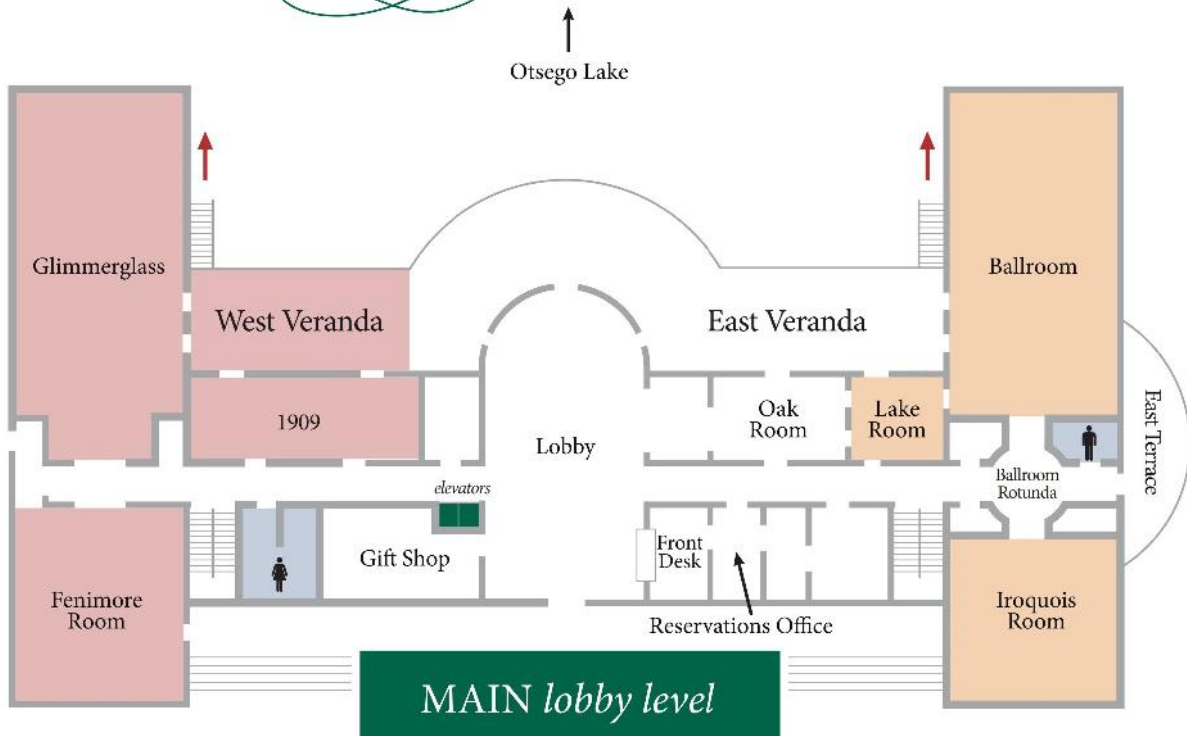 Otsego Lake
Glimmerglass
Ballroom
West Veranda
East Veranda
1909
Lobby
Oak
Room
Lake
Room
East Terrace
elevators
Ballroom
Rotunda
Gift Shop
Front
Desk
Fenimore
Room
Iroquois
Room
Reservations Office
MAIN lobby level